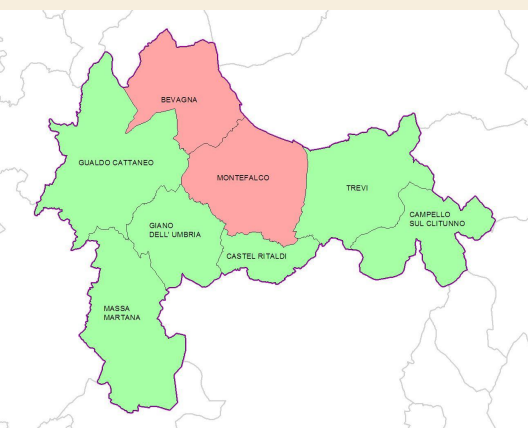 BEVAGNA
GUALDO CATTANEO
MONTEFALCO
TREVI
CAMPELLO
SUL CLITUNNO
GIANO
DELL' UMBRIA
CASTEL RITALDI
MASSA
MARTANA